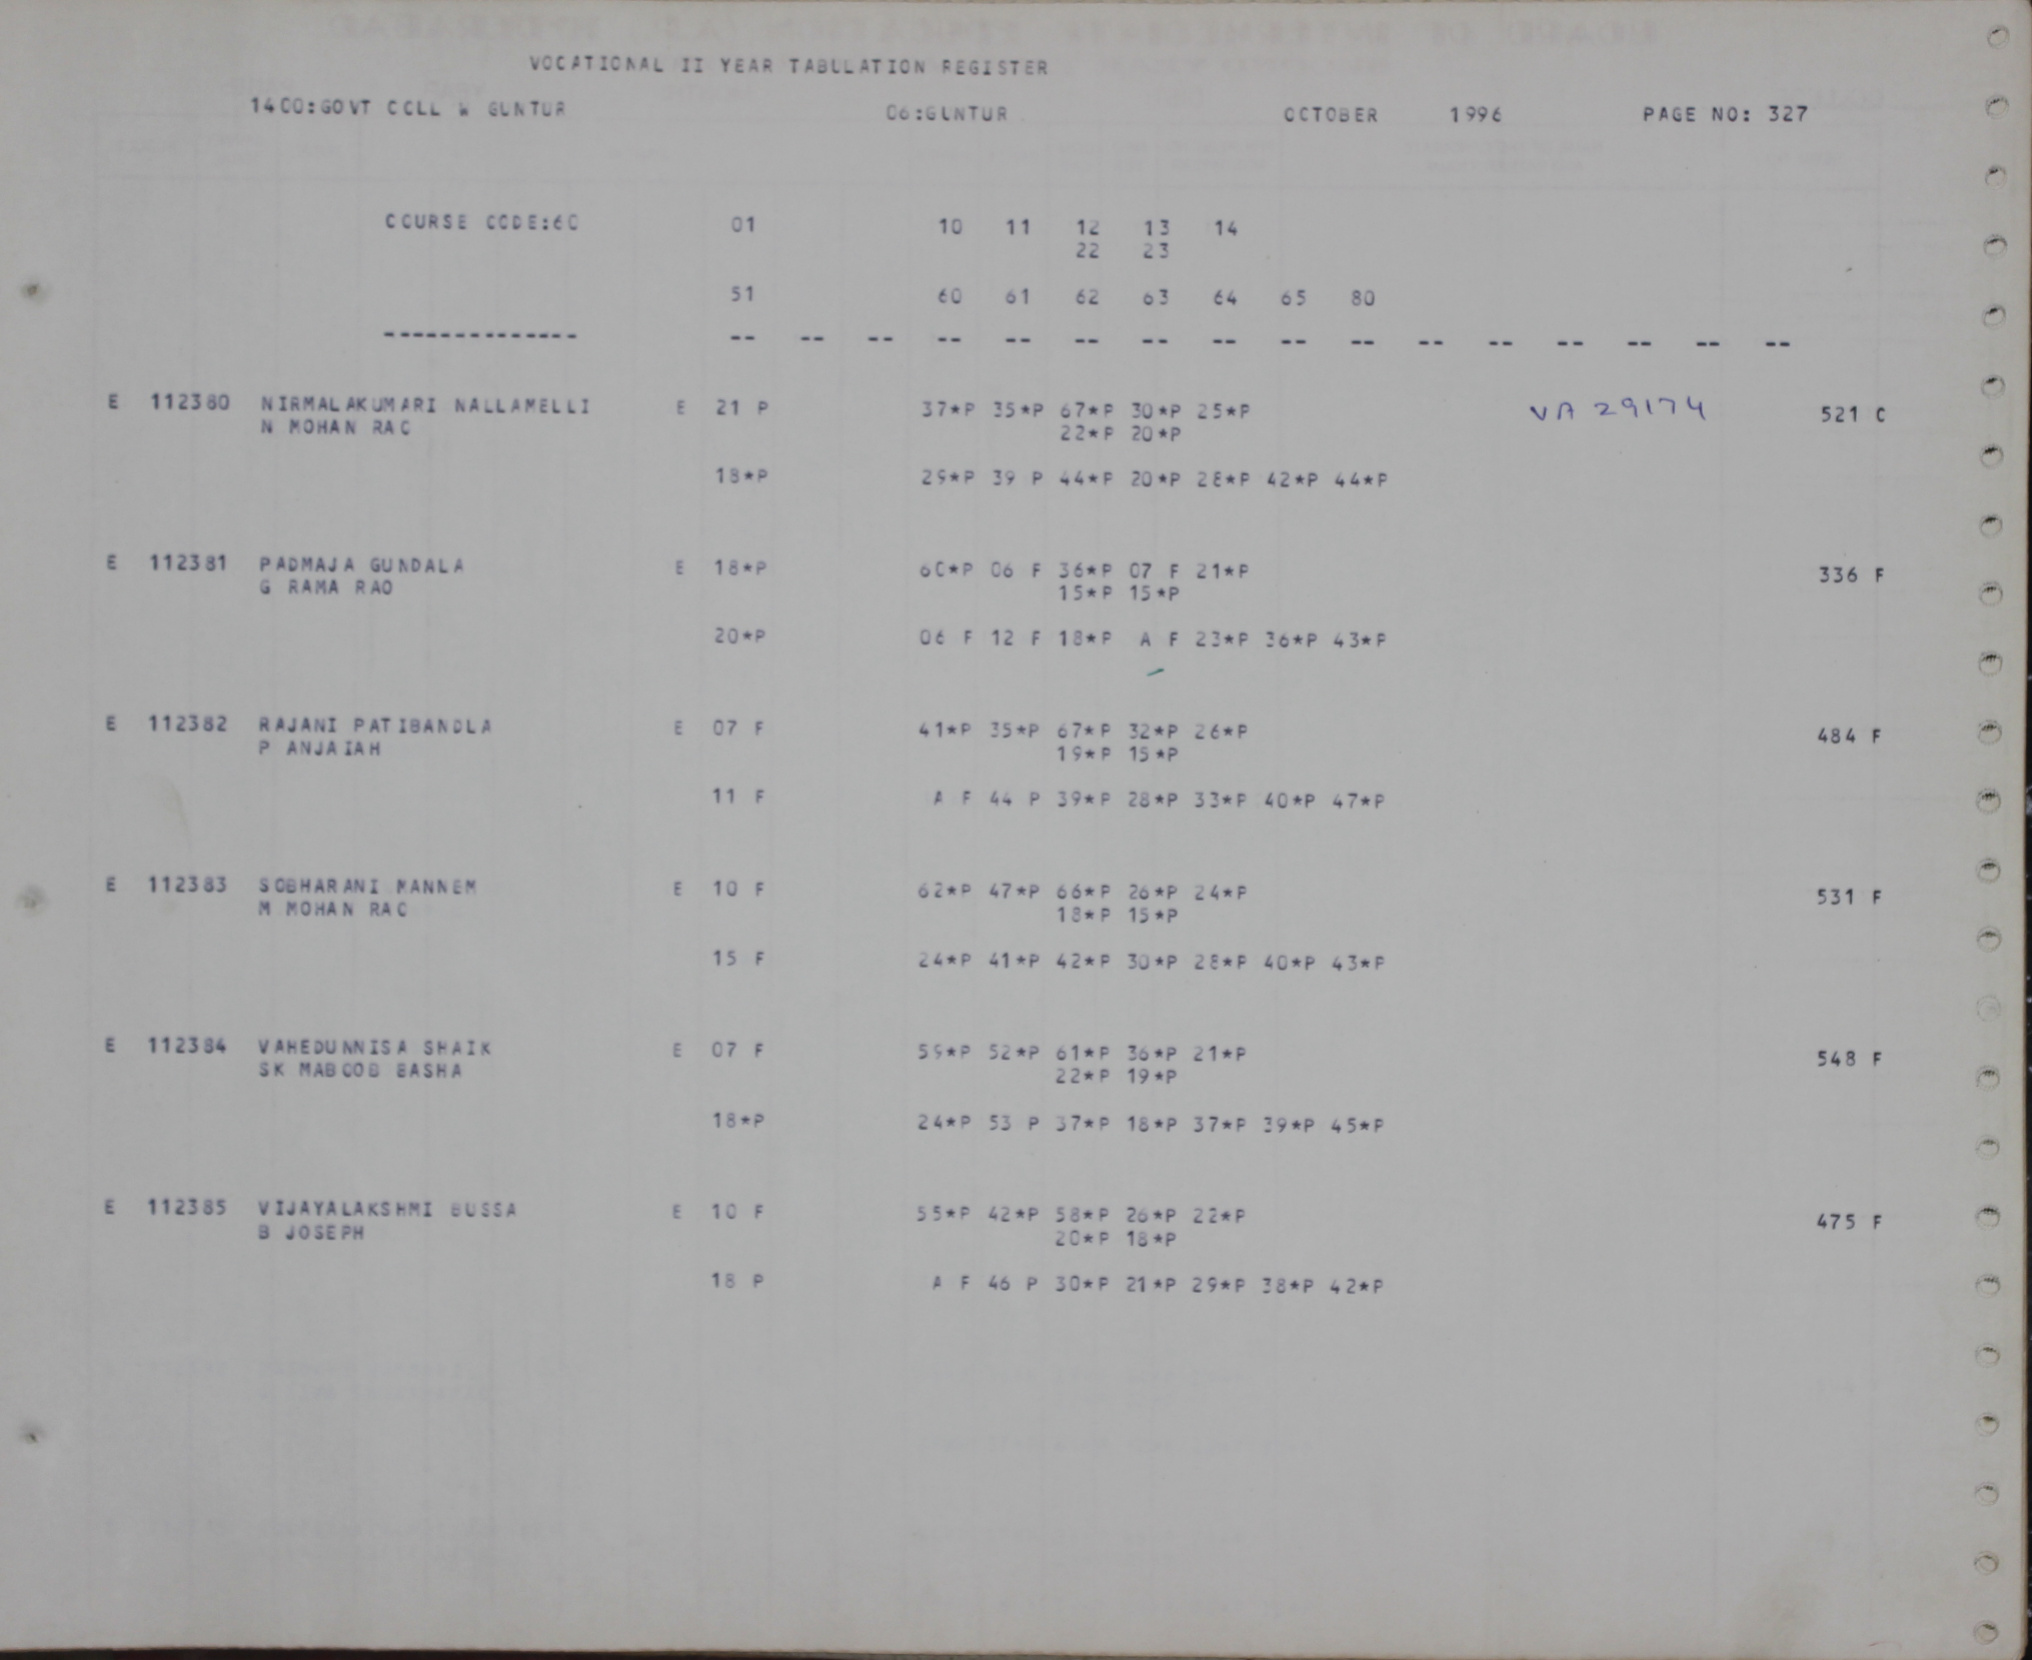 VOCATIONAL II YEAR TABULATION REGISTER
1400:GOVT COLL W GUNTUR 06:GUNTUR OCTOBER 1996 PAGE NO: 327
COURSE CODE:60 01 10 11 12 13 14
22 23
51 60 61 62 63 64 65 80
-------------- -- -- -- -- -- -- -- -- -- -- -- -- -- -- -- --
E 112380 NIRMALAKUMARI NALLAMELLI E 21 P 37*P 35*P 67*P 30*P 25*P VA 29174 521 C
N MOHAN RAO 22*P 20*P
18*P 29*P 39 P 44*P 20*P 28*P 42*P 44*P
E 112381 PADMAJA GUNDALA E 18*P 60*P 06 F 36*P 07 F 21*P 336 F
G RAMA RAO 15*P 15*P
20*P 06 F 12 F 18*P A F 23*P 36*P 43*P
E 112382 RAJANI PATIBANDLA E 07 F 41*P 35*P 67*P 32*P 26*P 484 F
P ANJAIAH 19*P 15*P
11 F A F 44 P 39*P 28*P 33*P 40*P 47*P
E 112383 SOBHARANI MANNEM E 10 F 62*P 47*P 66*P 26*P 24*P 531 F
M MOHAN RAO 18*P 15*P
15 F 24*P 41*P 42*P 30*P 28*P 40*P 43*P
E 112384 VAHEDUNNISA SHAIK E 07 F 59*P 52*P 61*P 36*P 21*P 548 F
SK MABOOB BASHA 22*P 19*P
18*P 24*P 53 P 37*P 18*P 37*P 39*P 45*P
E 112385 VIJAYALAKSHMI BUSSA E 10 F 55*P 42*P 58*P 26*P 22*P 475 F
B JOSEPH 20*P 18*P
18 P A F 46 P 30*P 21*P 29*P 38*P 42*P